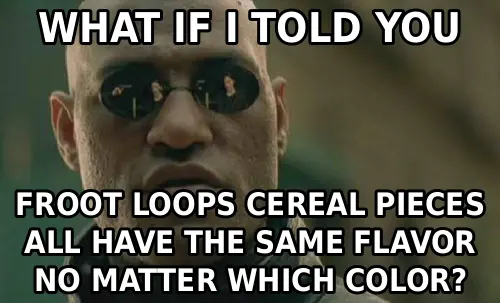 WHAT IF I TOLD YOU
FROOT LOOPS CEREAL PIECES
ALL HAVE THE SAME FLAVOR
NO MATTER WHICH COLOR?